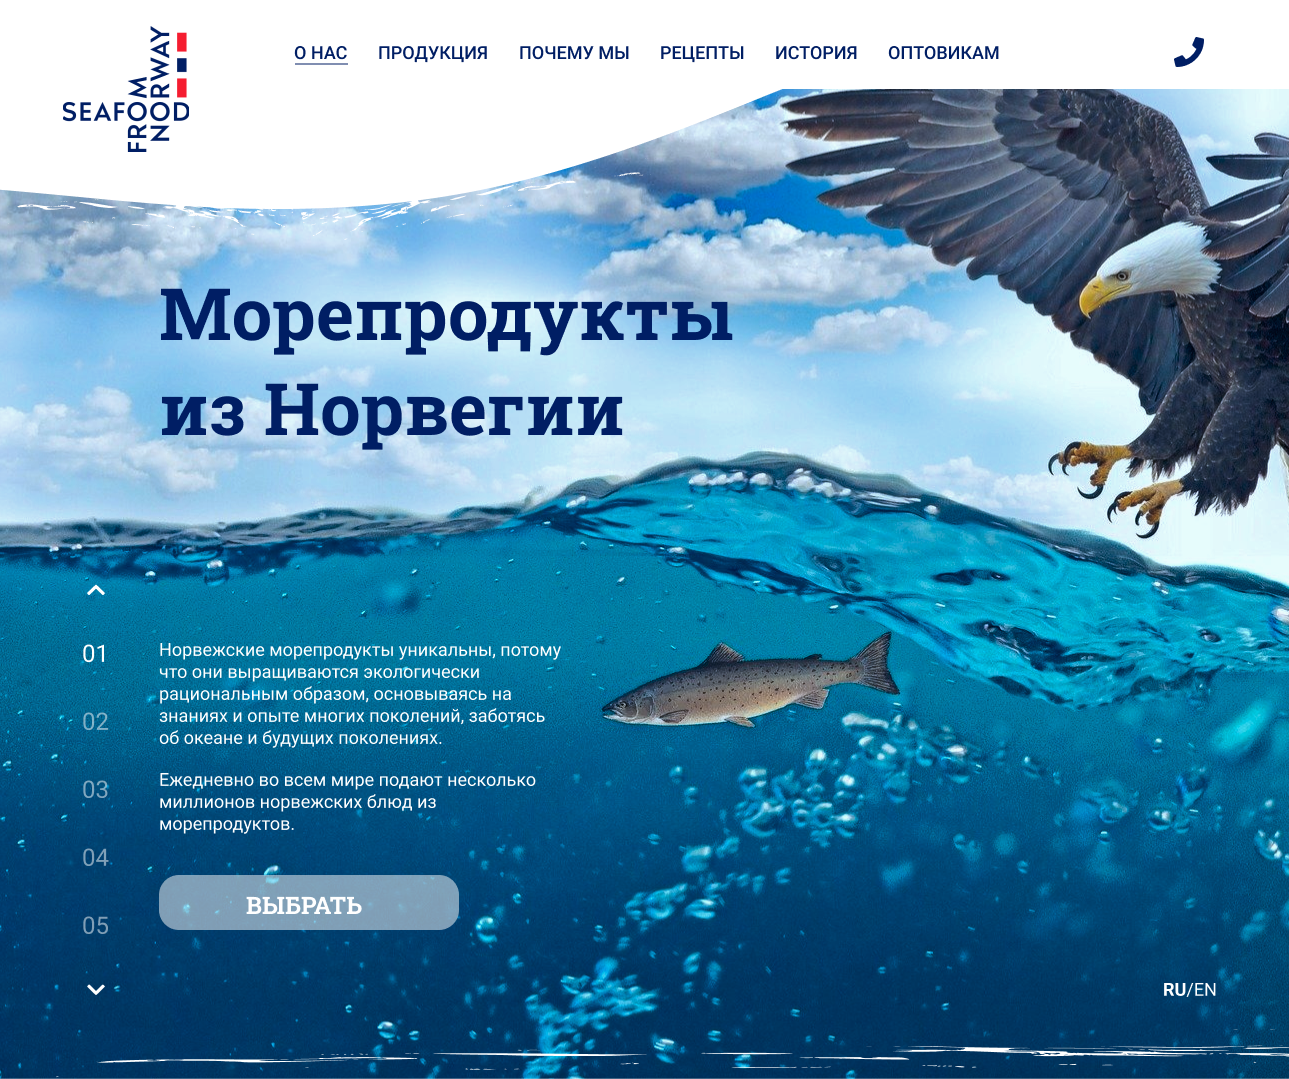 SEAFOOD
FROM
NORWAY
О НАС
ПРОДУКЦИЯ
ПОЧЕМУ МЫ
РЕЦЕПТЫ
ИСТОРИЯ
ОПТОВИКАМ
Морепродукты
из Норвегии
01
02
03
04
05
Норвежские морепродукты уникальны, потому
что они выращиваются экологически
рациональным образом, основываясь на
знаниях и опыте многих поколений, заботясь
об океане и будущих поколениях.
Ежедневно во всем мире подают несколько
миллионов норвежских блюд из
морепродуктов.
ВЫБРАТЬ
RU/EN